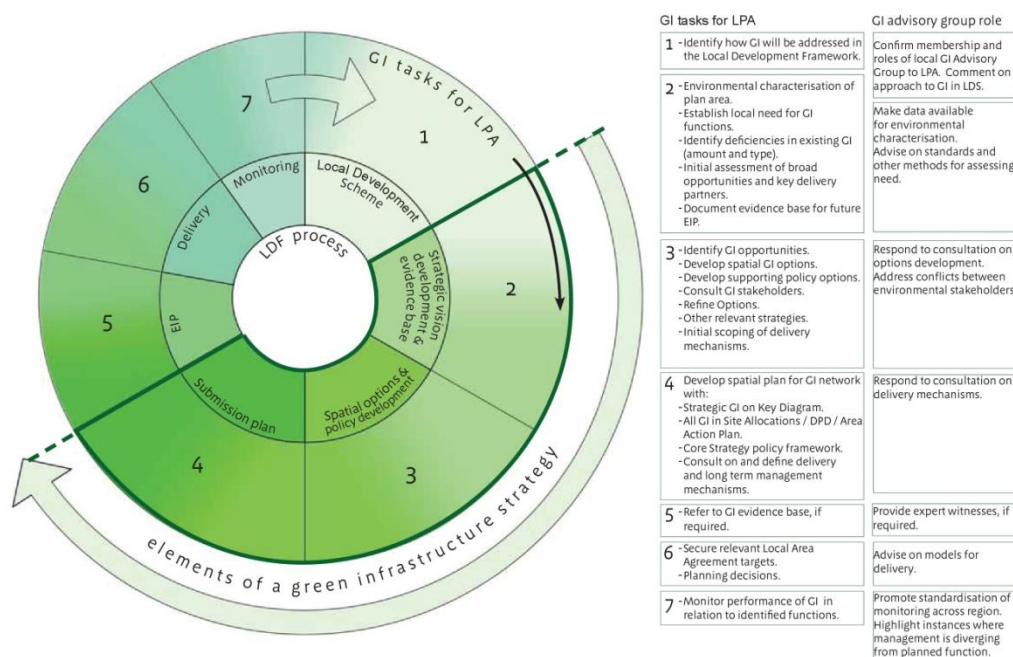 GI tasks for LPA
1
2
3
4
5
6
7
Local Development
Scheme
Strategic vision
development &
evidence base
Spatial options &
policy development
Submission plan
EIP
Delivery
Monitoring
LDF process
elements of a green infrastructure strategy
GI tasks for LPA
GI advisory group role
1 -Identify how GI will be addressed in
the Local Development Framework.
Confirm membership and
roles of local GI Advisory
Group to LPA. Comment on
approach to GI in LDS.
2 -Environmental characterisation of
plan area.
-Establish local need for GI
functions.
-Identify deficiencies in existing GI
(amount and type).
-Initial assessment of broad
opportunities and key delivery
partners.
-Document evidence base for future
EIP.
Make data available
for environmental
characterisation.
Advise on standards and
other methods for assessing
need.
3 -Identify GI opportunities.
-Develop spatial GI options.
-Develop supporting policy options.
-Consult GI stakeholders.
-Refine Options.
-Other relevant strategies.
-Initial scoping of delivery
mechanisms.
Respond to consultation on
options development.
Address conflicts between
environmental stakeholders
4 Develop spatial plan for GI network
with:
-Strategic GI on Key Diagram.
-All GI in Site Allocations / DPD / Area
Action Plan.
-Core Strategy policy framework.
-Consult on and define delivery
and long term management
mechanisms.
Respond to consultation on
delivery mechanisms.
5 -Refer to GI evidence base, if
required.
Provide expert witnesses, if
required.
6 -Secure relevant Local Area
Agreement targets.
-Planning decisions.
Advise on models for
delivery.
7 -Monitor performance of GI in
relation to identified functions.
Promote standardisation of
monitoring across region.
Highlight instances where
management is diverging
from planned function.